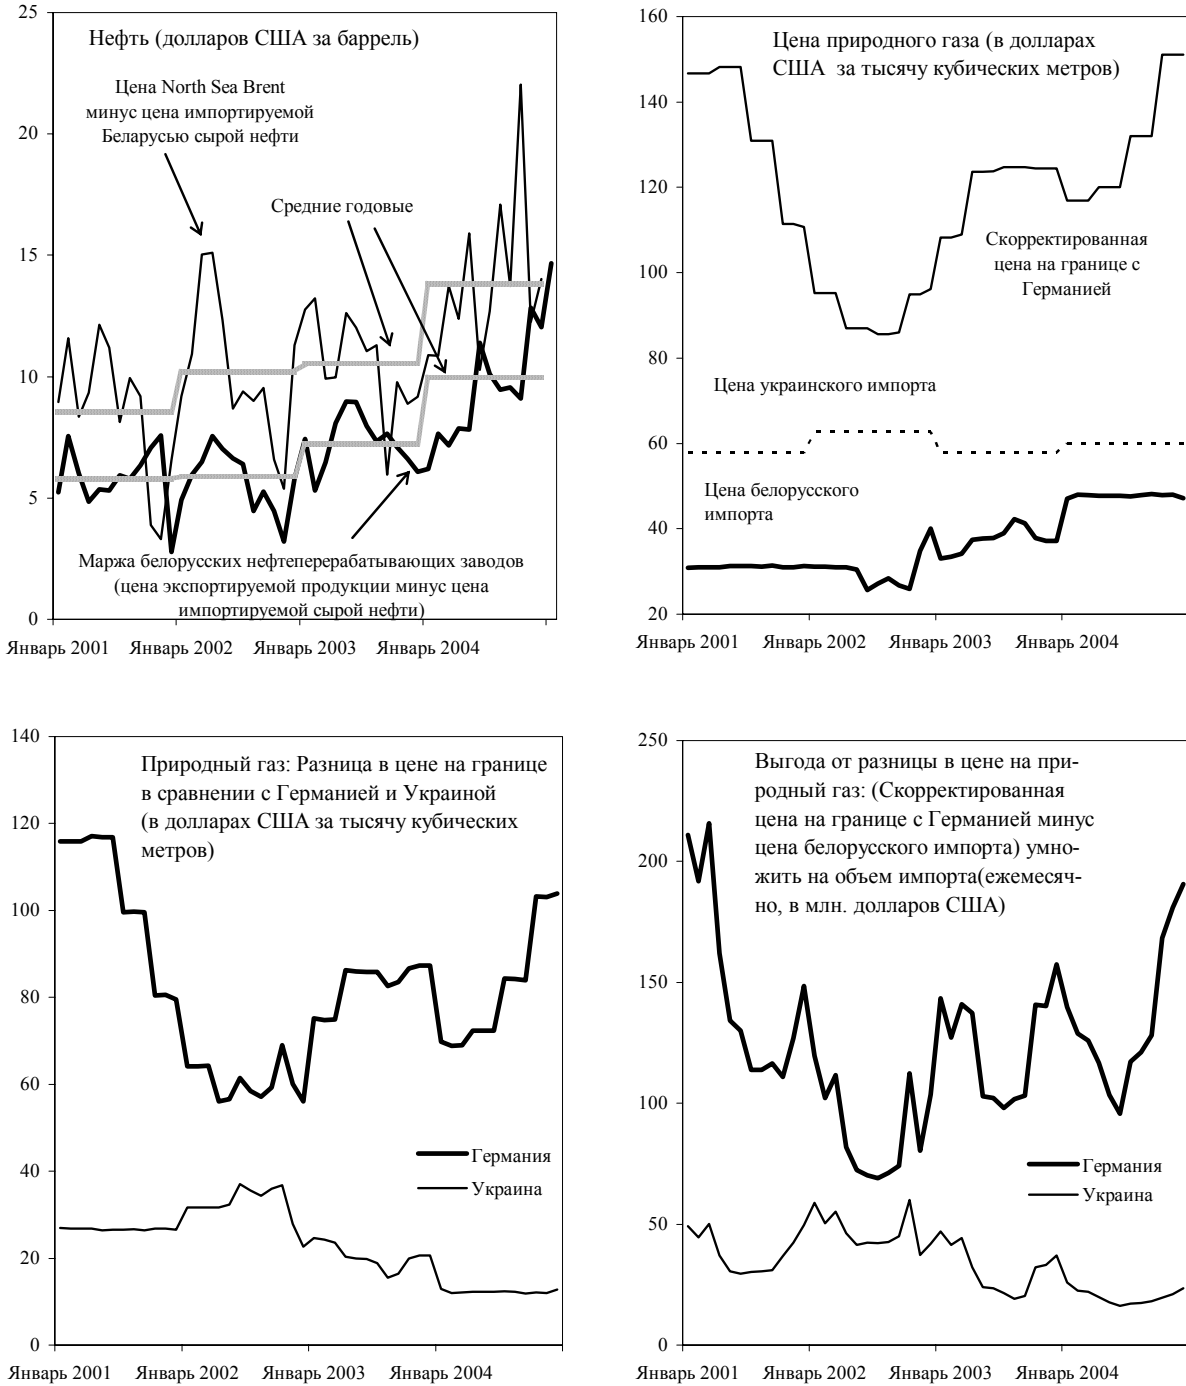 Нефть (долларов США за баррель)
Цена North Sea Brent
минус цена импортируемой
Беларусью сырой нефти
Средние годовые
Маржа белорусских нефтеперерабатывающих заводов
(цена экспортируемой продукции минус цена
импортируемой сырой нефти)
25
20
15
10
5
0
Январь 2001
Январь 2002
Январь 2003
Январь 2004
Цена природного газа (в долларах
США за тысячу кубических метров)
Скорректированная
цена на границе с
Германией
Цена украинского импорта
Цена белорусского
импорта
160
140
120
100
80
60
40
20
Январь 2001
Январь 2002
Январь 2003
Январь 2004
Природный газ: Разница в цене на границе
в сравнении с Германией и Украиной
(в долларах США за тысячу кубических
метров)
Германия
Украина
140
120
100
80
60
40
20
0
Январь 2001
Январь 2002
Январь 2003
Январь 2004
Выгода от разницы в цене на при-
родный газ: (Скорректированная
цена на границе с Германией минус
цена белорусского импорта) умно-
жить на объем импорта(ежемесяч-
но, в млн. долларов США)
Германия
Украина
250
200
150
100
50
0
Январь 2001
Январь 2002
Январь 2003
Январь 2004